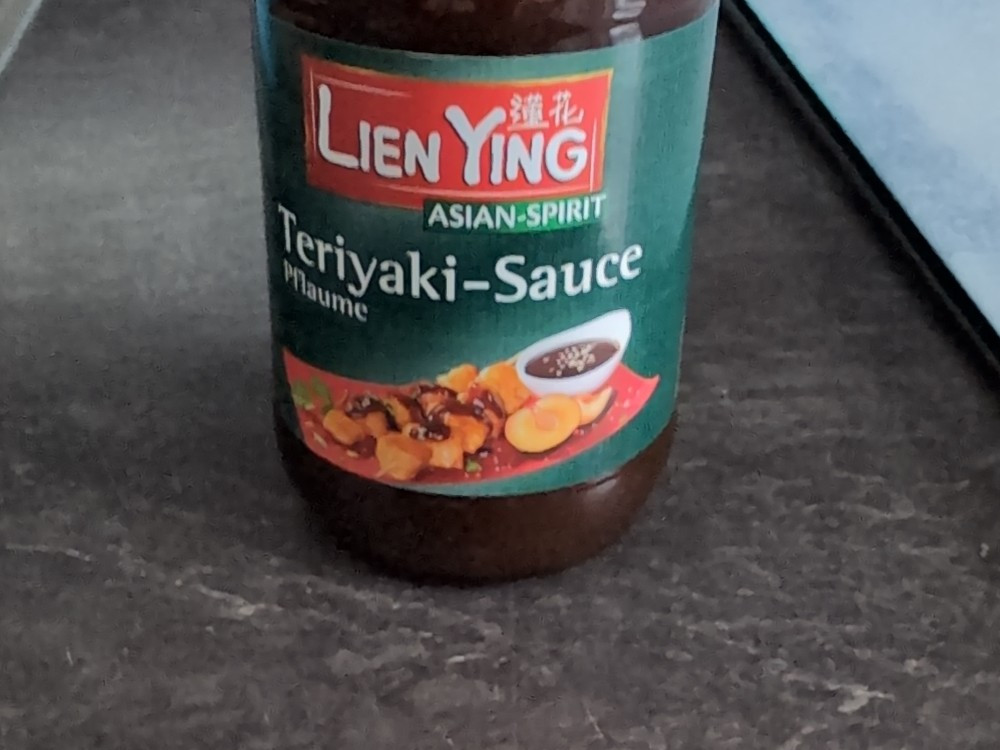 蓮花
LIEN YING
ASIAN-SPIRIT
Teriyaki-Sauce
Pflaume